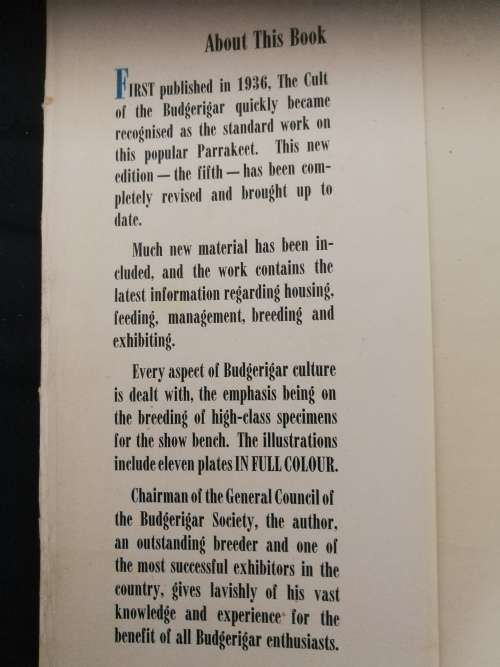 About This Book
FIRST published in 1936, The Cult
of the Budgerigar quickly became
recognised as the standard work on
this popular Parrakeet. This new
edition — the fifth — has been com-
pletely revised and brought up to
date.
Much new material has been in-
cluded, and the work contains the
latest information regarding housing,
feeding, management, breeding and
exhibiting.
Every aspect of Budgerigar culture
is dealt with, the emphasis being on
the breeding of high-class specimens
for the show bench. The illustrations
include eleven plates IN FULL COLOUR.
Chairman of the General Council of
the Budgerigar Society, the author,
an outstanding breeder and one of
the most successful exhibitors in the
country, gives lavishly of his vast
knowledge and experience for the
benefit of all Budgerigar enthusiasts.